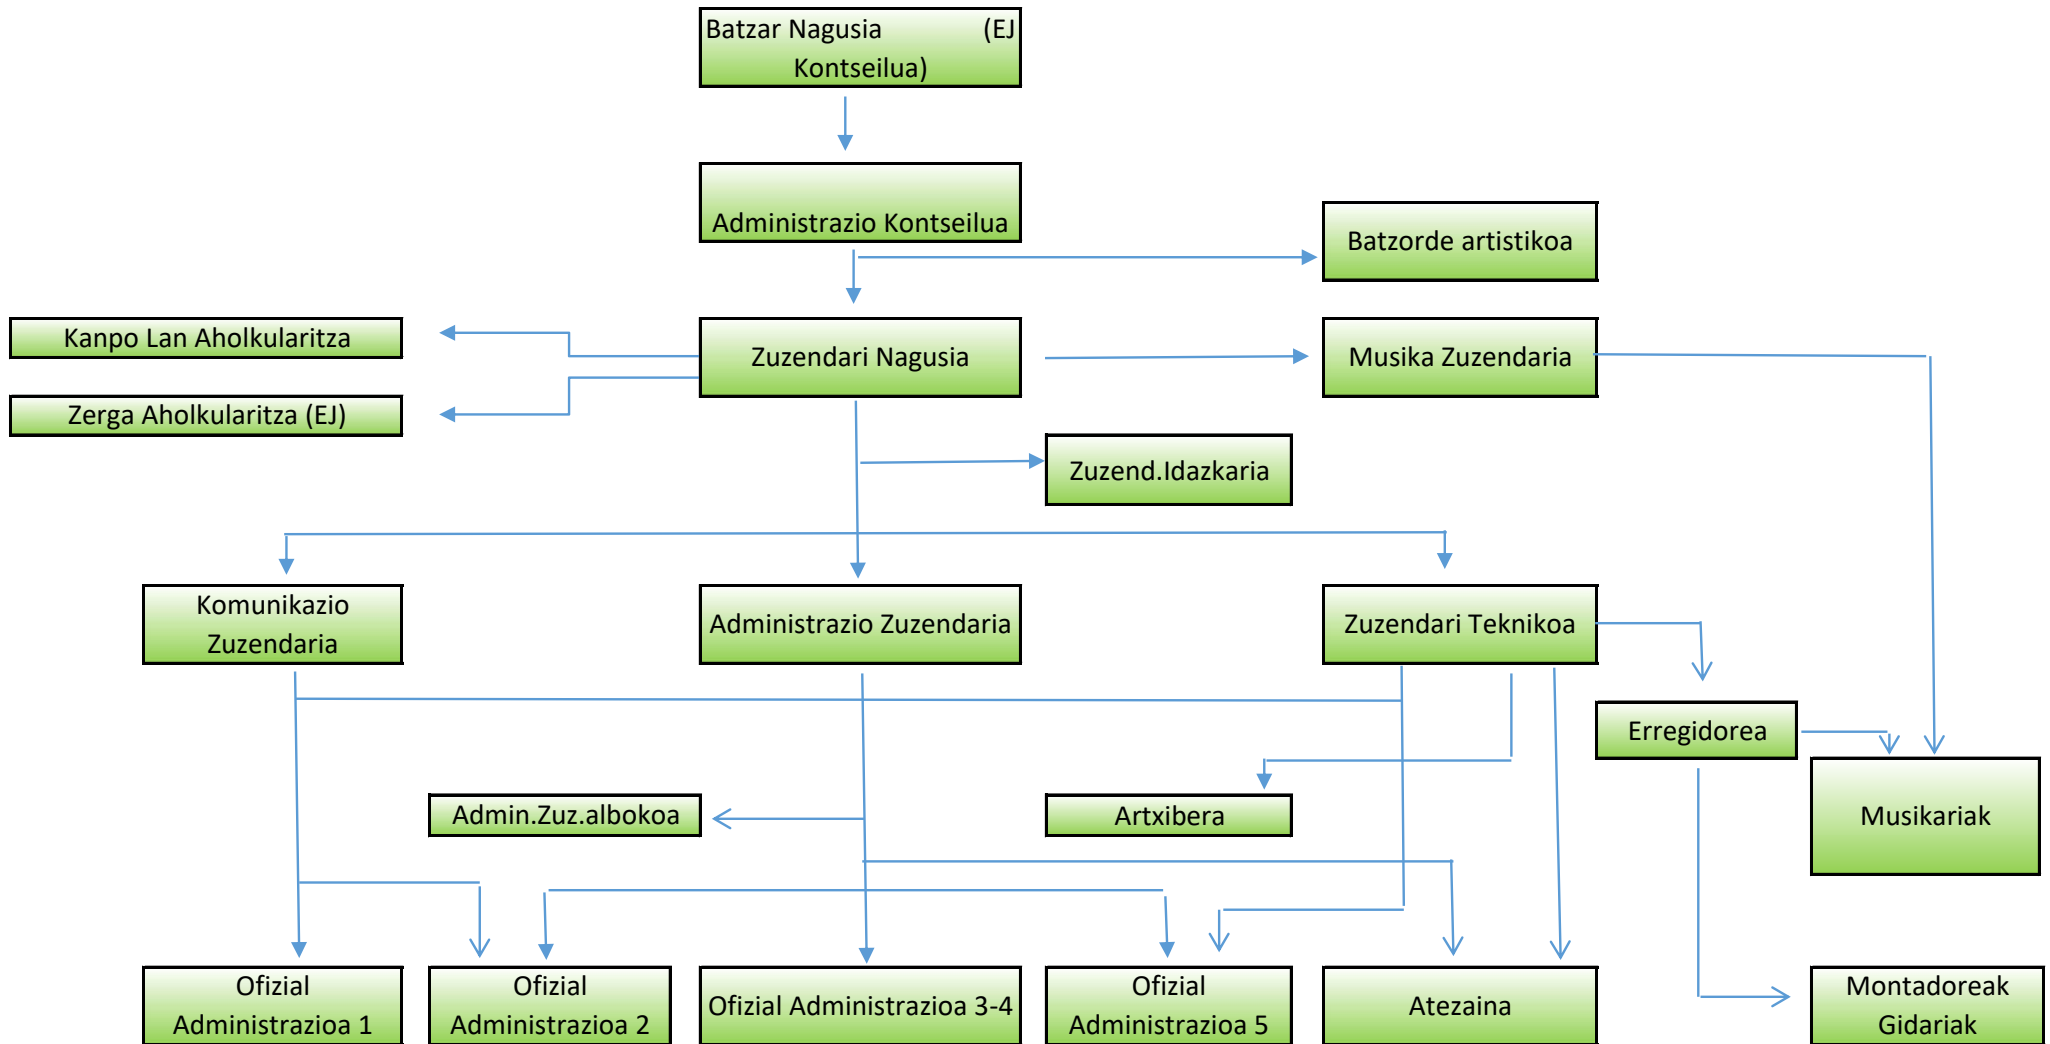 Batzar Nagusia (EJ
Kontseilua)
Administrazio Kontseilua
Batzorde artistikoa
Kanpo Lan Aholkularitza
Zuzendari Nagusia
Musika Zuzendaria
Zerga Aholkularitza (EJ)
Zuzend.Idazkaria
Komunikazio
Zuzendaria
Administrazio Zuzendaria
Zuzendari Teknikoa
Erregidorea
Admin.Zuz.albokoa
Artxibera
Musikariak
Ofizial
Administrazioa 1
Ofizial
Administrazioa 2
Ofizial Administrazioa 3-4
Ofizial
Administrazioa 5
Atezaina
Montadoreak
Gidariak